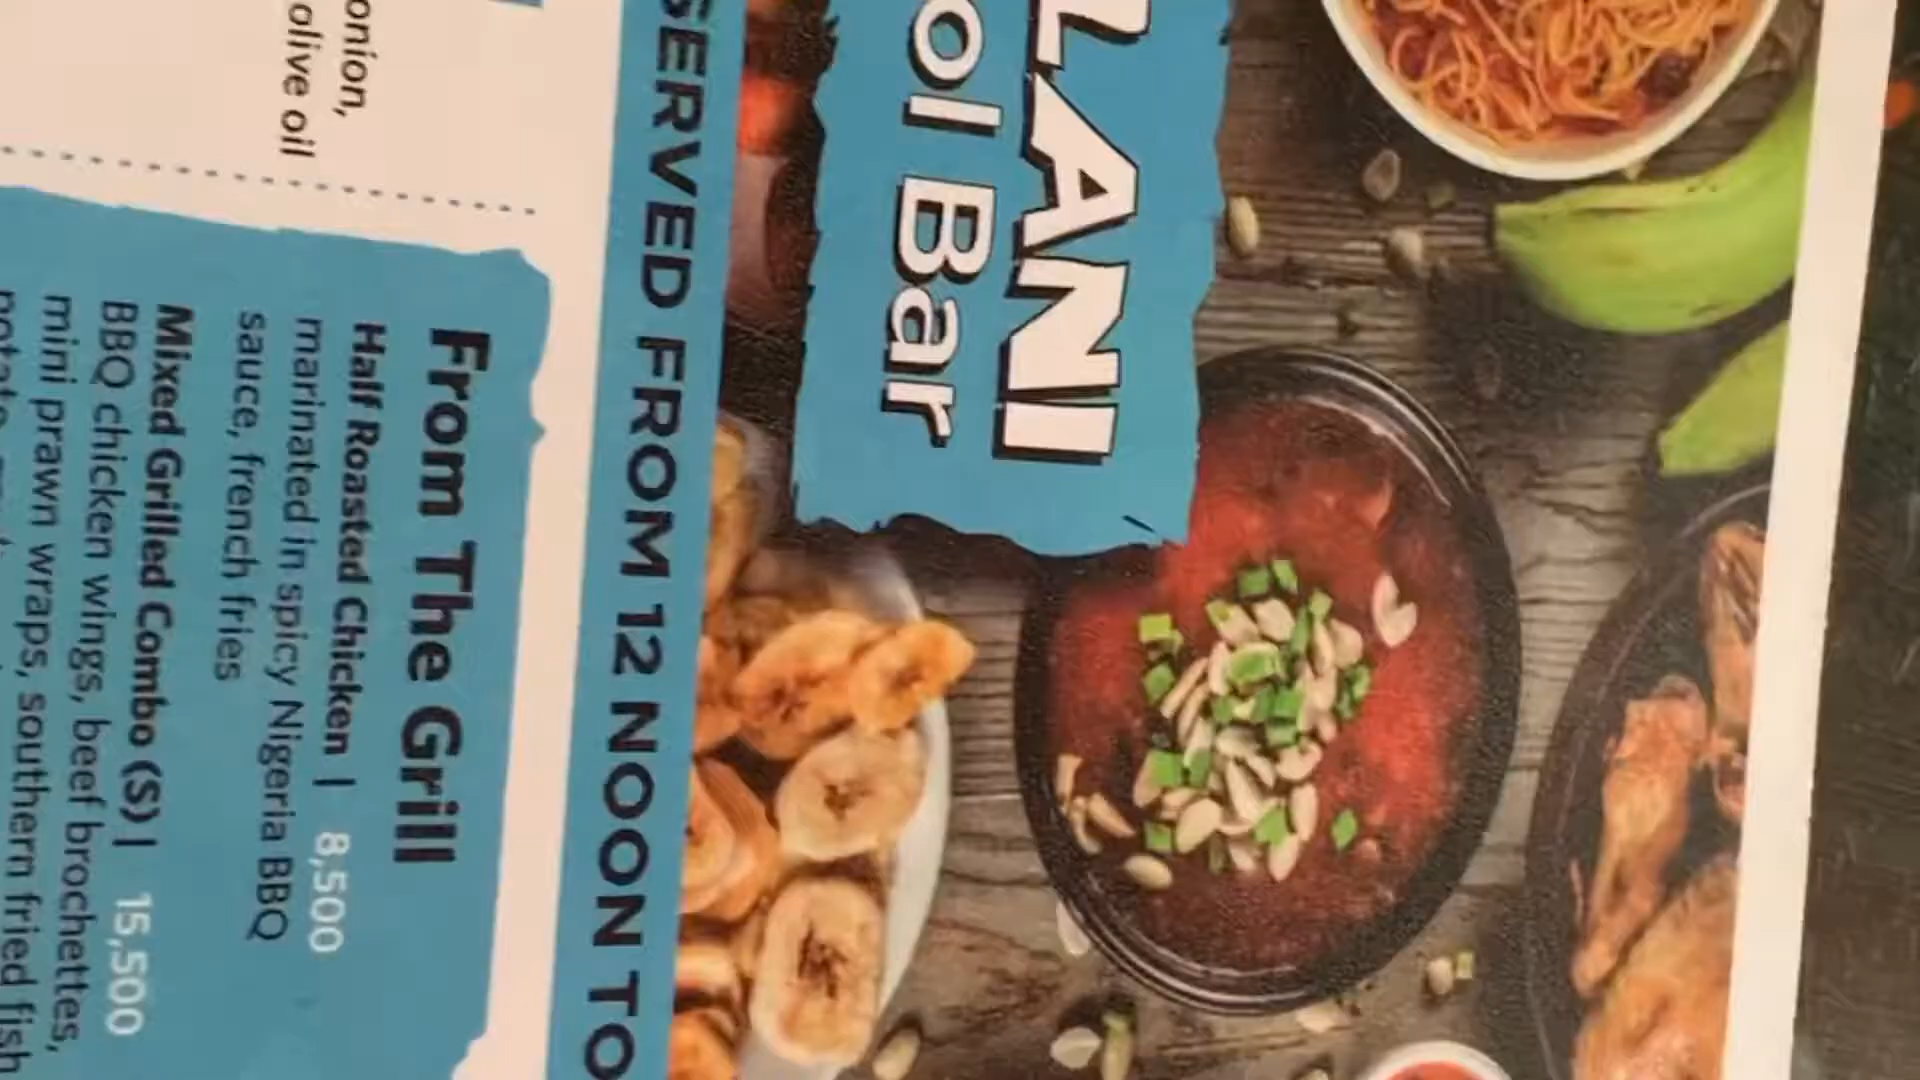 LANI
ol Bar
SERVED FROM 12 NOON TO
onion,
olive oil
From The Grill
Half Roasted Chicken | 8,500
marinated in spicy Nigeria BBQ
sauce, french fries
Mixed Grilled Combo (S) | 15,500
BBQ chicken wings, beef brochettes,
mini prawn wraps, southern fried fish